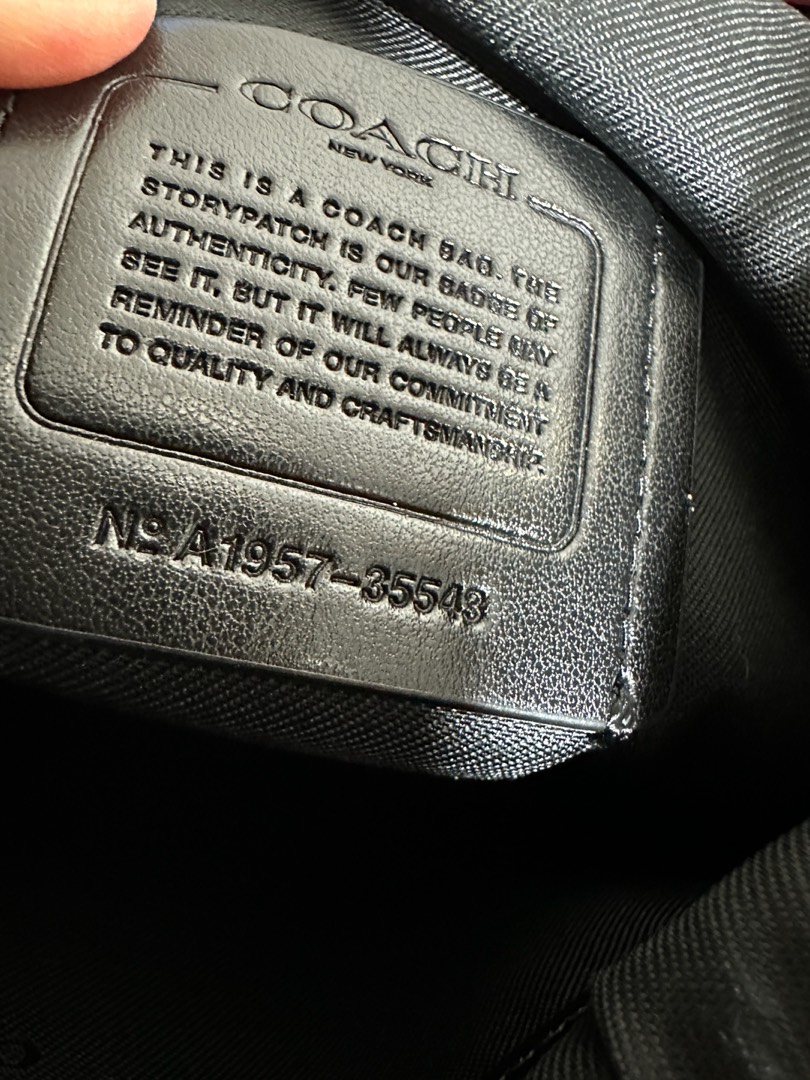 COACH
NEW YORK
THIS IS A COACH BAG. THE
STORYPATCH IS OUR BADGE OF
AUTHENTICITY. FEW PEOPLE MAY
SEE IT, BUT IT WILL ALWAYS BE A
REMINDER OF OUR COMMITMENT
TO QUALITY AND CRAFTSMANSHIP.
Nº A1957-35543